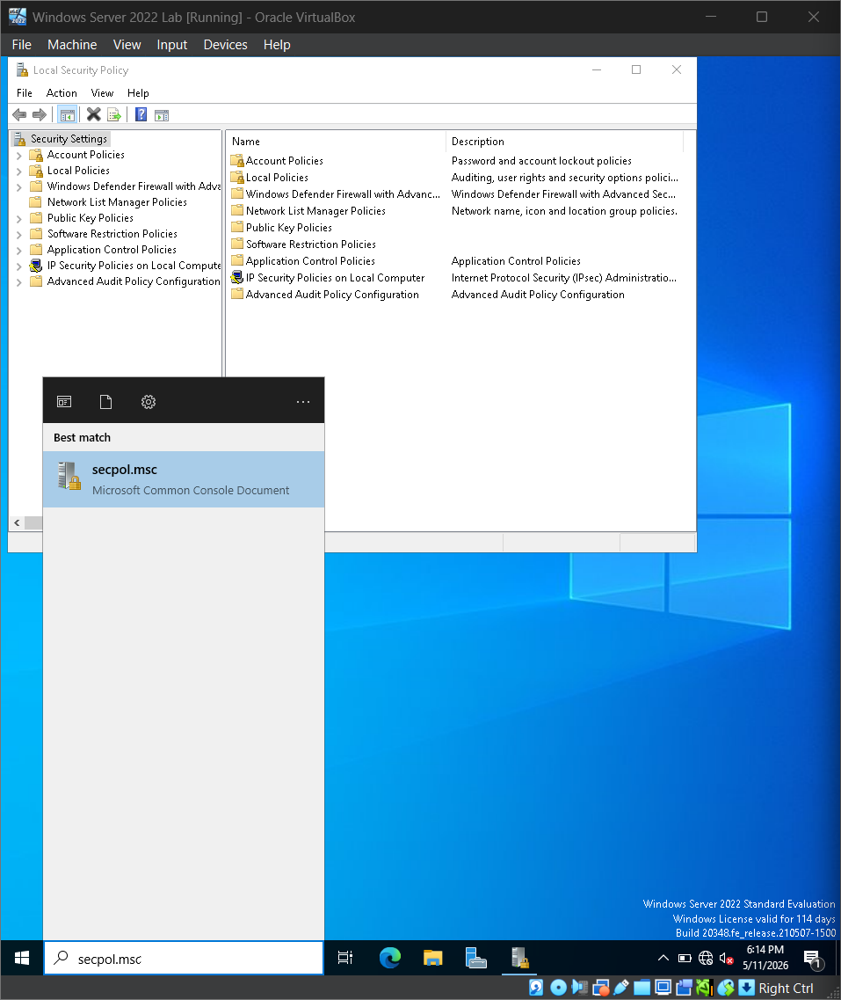 Windows Server 2022 Lab [Running] - Oracle VirtualBox
File Machine View Input Devices Help
Local Security Policy
File Action View Help
Security Settings
Account Policies
Local Policies
Windows Defender Firewall with Adva
Network List Manager Policies
Public Key Policies
Software Restriction Policies
Application Control Policies
IP Security Policies on Local Compute
Advanced Audit Policy Configuration
Name Description
Account Policies Password and account lockout policies
Local Policies Auditing, user rights and security options polici...
Windows Defender Firewall with Advanc... Windows Defender Firewall with Advanced Sec...
Network List Manager Policies Network name, icon and location group policies.
Public Key Policies
Software Restriction Policies
Application Control Policies Application Control Policies
IP Security Policies on Local Computer Internet Protocol Security (IPsec) Administratio...
Advanced Audit Policy Configuration Advanced Audit Policy Configuration
Best match
secpol.msc
Microsoft Common Console Document
Windows Server 2022 Standard Evaluation
Windows License valid for 114 days
Build 20348.fe_release.210507-1500
secpol.msc
6:14 PM
5/11/2026
1
Right Ctrl